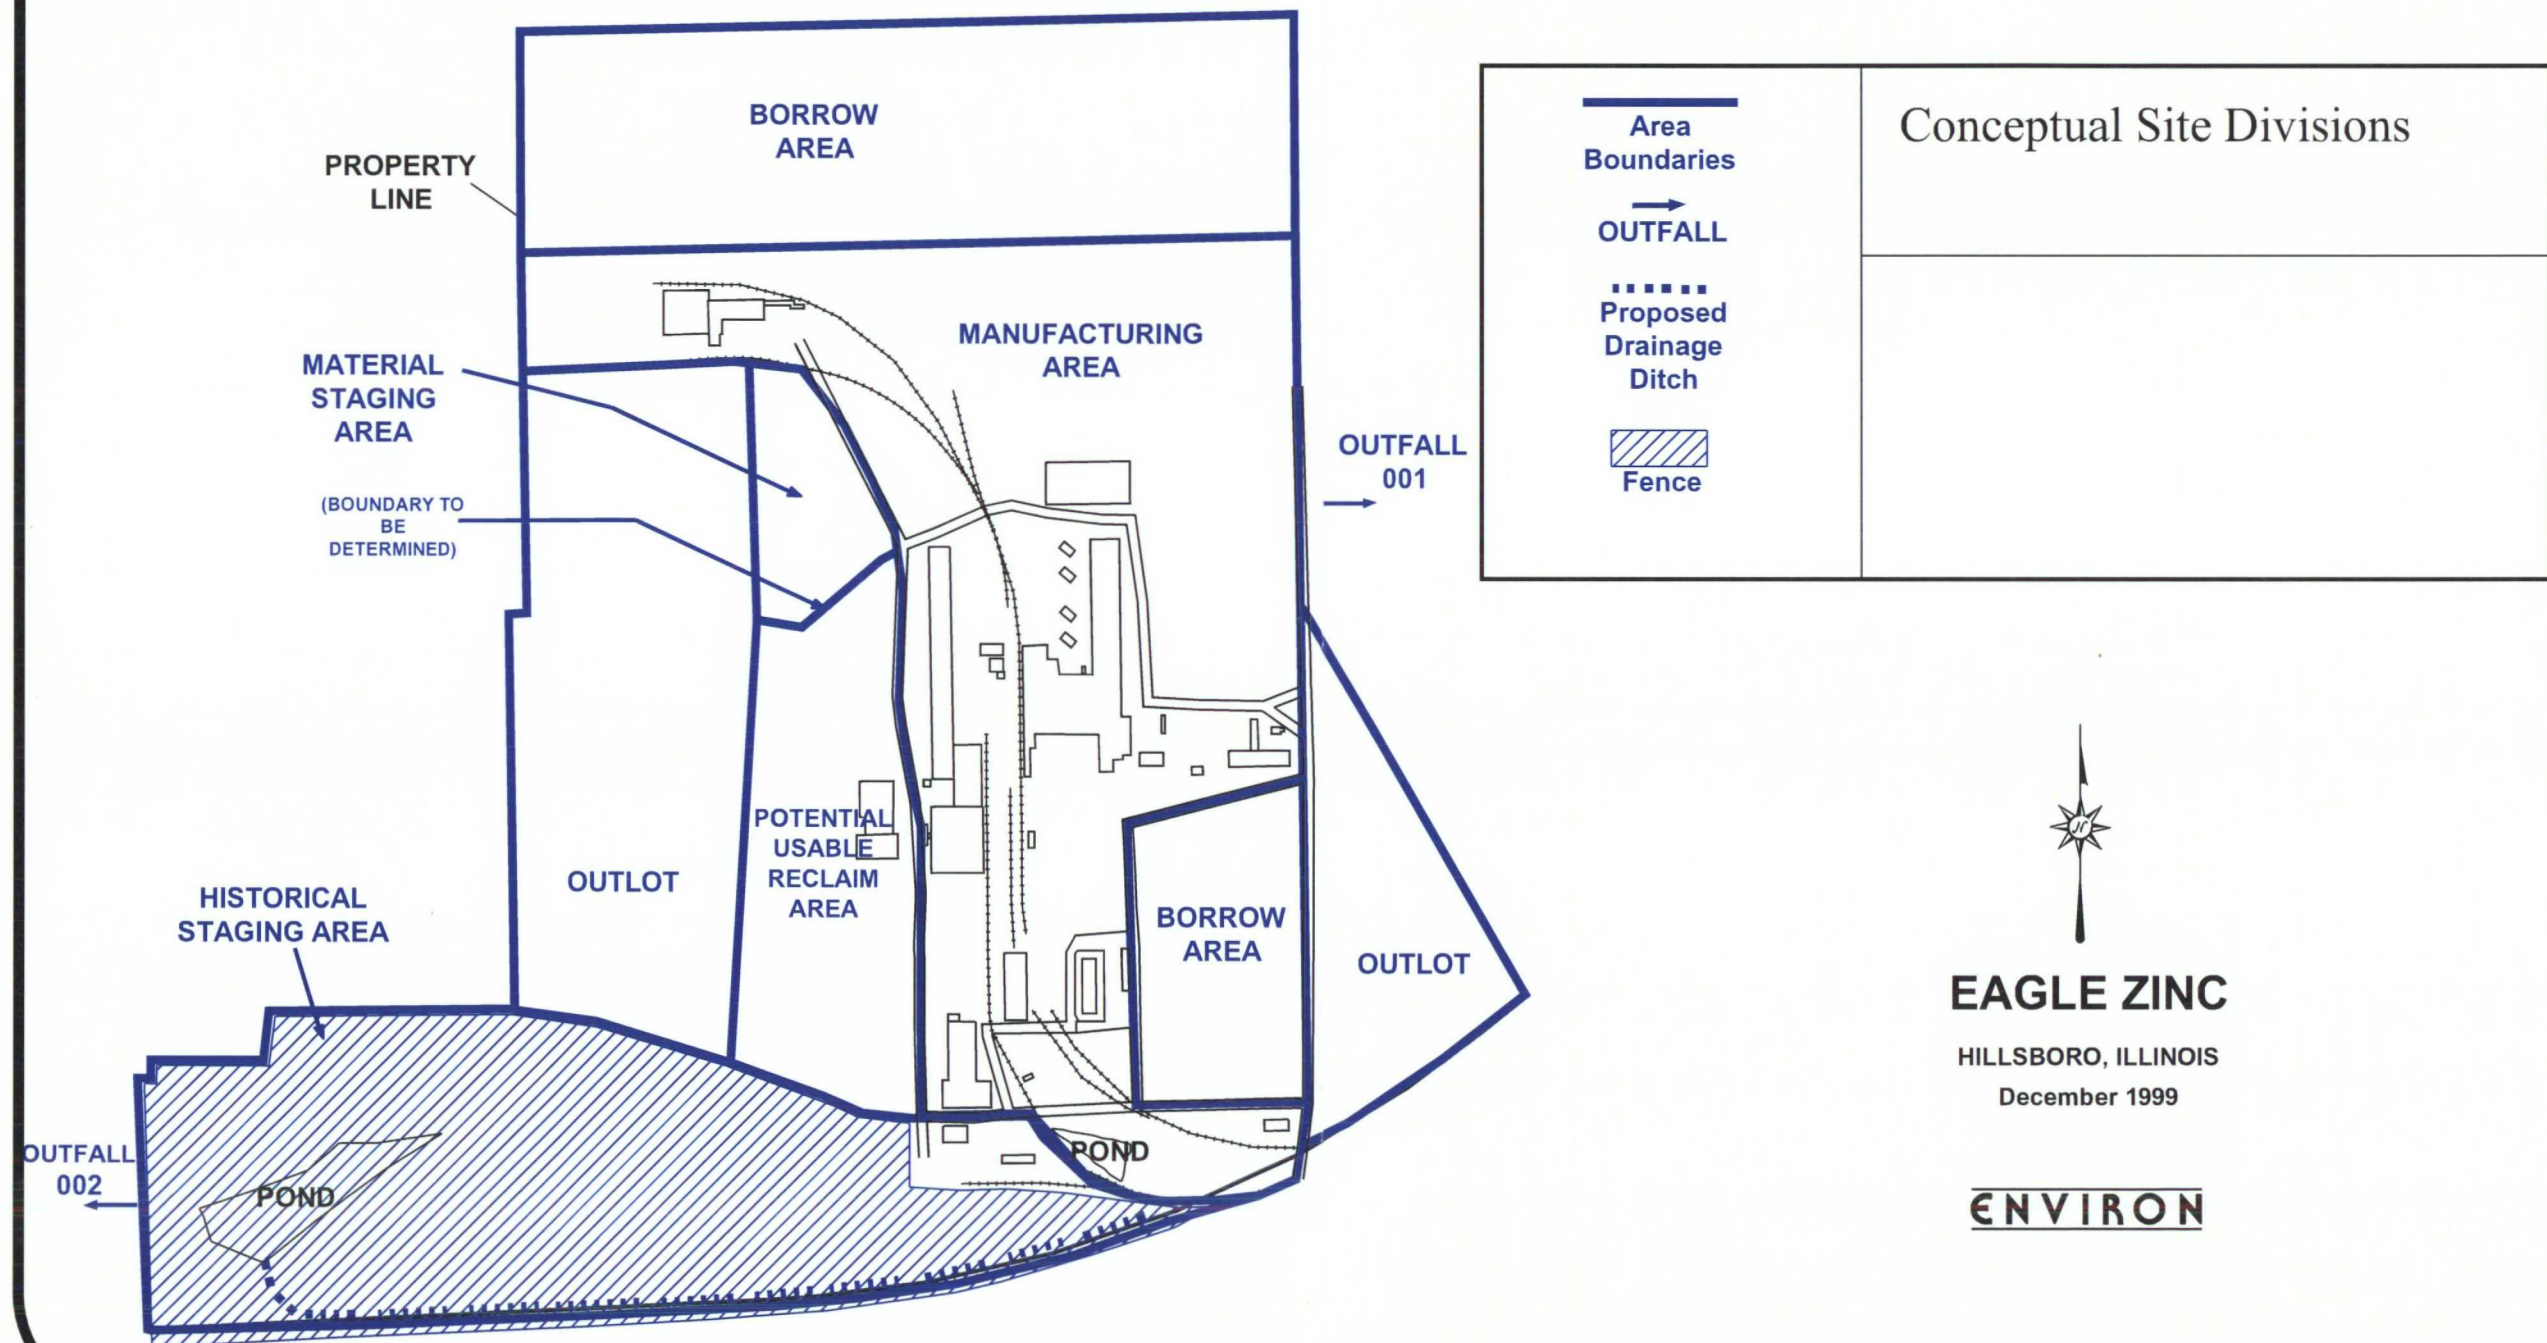 BORROW
AREA
PROPERTY
LINE
MANUFACTURING
AREA
MATERIAL
STAGING
AREA
(BOUNDARY TO
BE
DETERMINED)
OUTFALL
001
POTENTIAL
USABLE
RECLAIM
AREA
OUTLOT
HISTORICAL
STAGING AREA
BORROW
AREA
OUTLOT
OUTFALL
002
POND
POND
Area
Boundaries
OUTFALL
Proposed
Drainage
Ditch
Fence
Conceptual Site Divisions
N
EAGLE ZINC
HILLSBORO, ILLINOIS
December 1999
ENVIRON